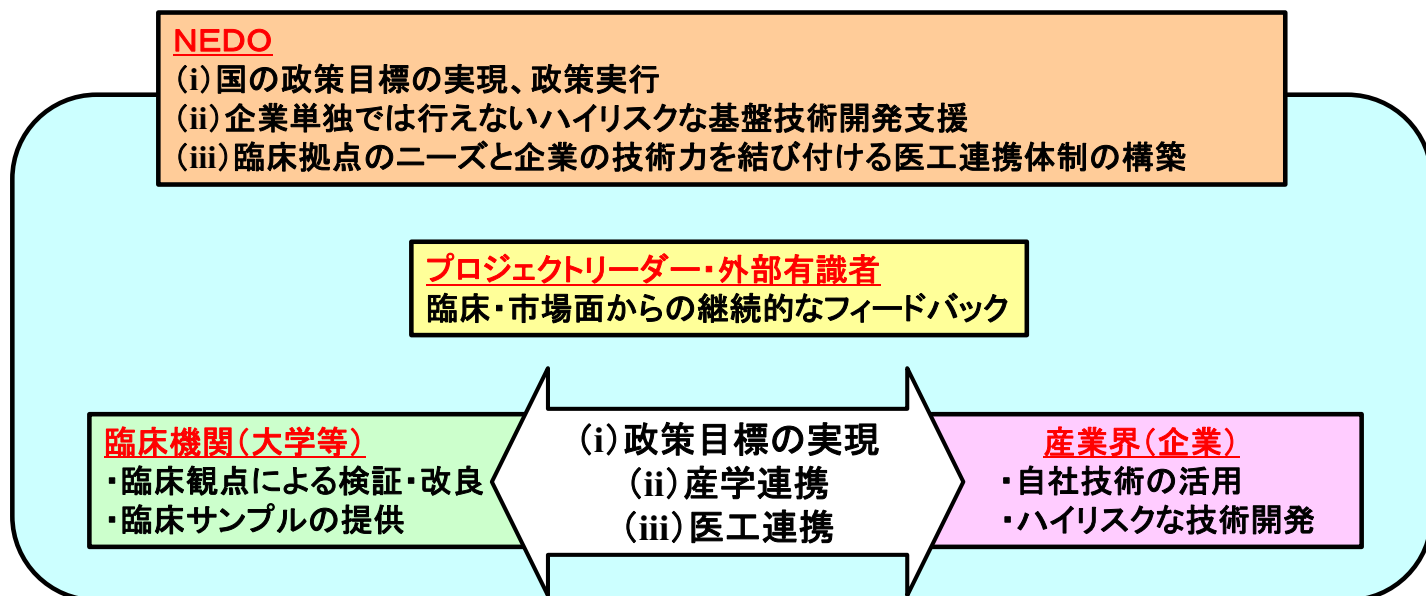 NEDO
(i)国の政策目標の実現、政策実行
(ii)企業単独では行えないハイリスクな基盤技術開発支援
(iii)臨床拠点のニーズと企業の技術力を結び付ける医工連携体制の構築
プロジェクトリーダー・外部有識者
臨床・市場面からの継続的なフィードバック
臨床機関(大学等)
・臨床観点による検証・改良
・臨床サンプルの提供
(i)政策目標の実現
(ii)産学連携
(iii)医工連携
産業界(企業)
・自社技術の活用
・ハイリスクな技術開発